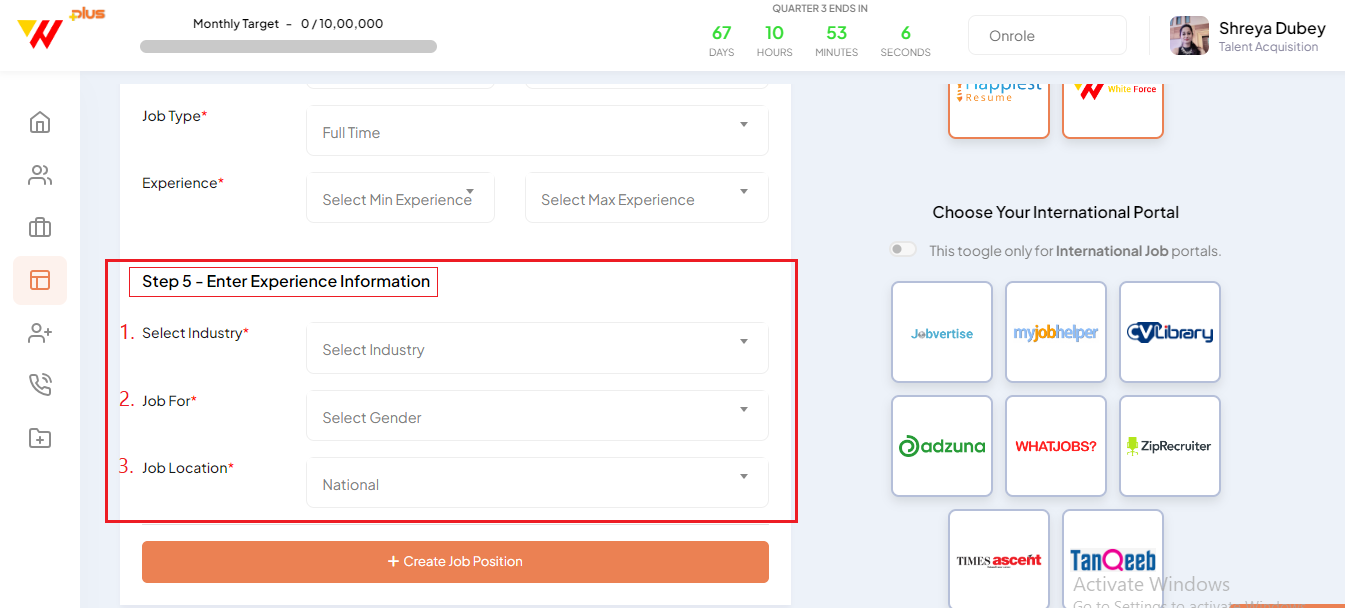 plus
Monthly Target - 0 / 10,00,000
QUARTER 3 ENDS IN
67 10 53 6
DAYS HOURS MINUTES SECONDS
Onrole
Shreya Dubey
Talent Acquisition
Job Type*
Full Time
Experience*
Select Min Experience
Select Max Experience
Step 5 - Enter Experience Information
1. Select Industry*
Select Industry
2. Job For*
Select Gender
3. Job Location*
National
+ Create Job Position
Happiest
Resume
White Force
Choose Your International Portal
This toogle only for International Job portals.
Jobvertise
myjobhelper
CVLibrary
adzuna
WHATJOBS?
ZipRecruiter
TIMES ascent
TanQeeb
Activate Windows
Go to Settings to activate Windows